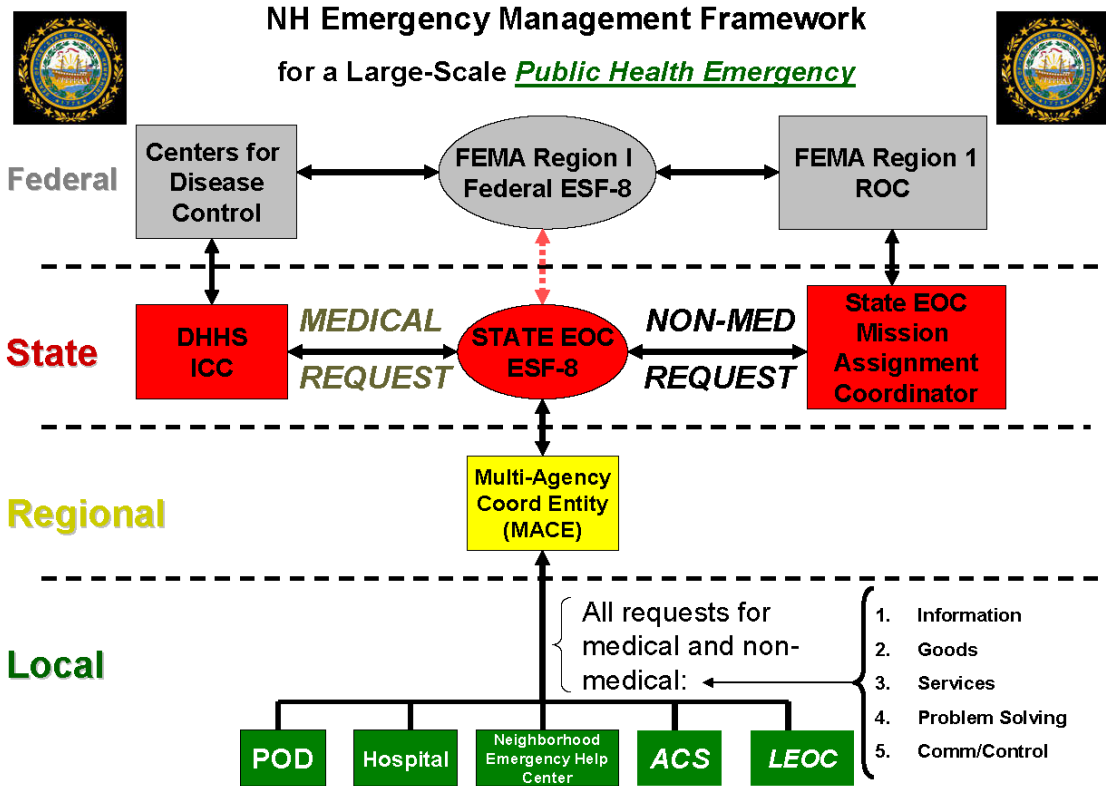 NH Emergency Management Framework
for a Large-Scale Public Health Emergency
Federal
Centers for
Disease
Control
FEMA Region I
Federal ESF-8
FEMA Region 1
ROC
State
DHHS
ICC
MEDICAL
REQUEST
STATE EOC
ESF-8
NON-MED
REQUEST
State EOC
Mission
Assignment
Coordinator
Regional
Multi-Agency
Coord Entity
(MACE)
Local
All requests for
medical and non-
medical:
1. Information
2. Goods
3. Services
4. Problem Solving
5. Comm/Control
POD
Hospital
Neighborhood
Emergency Help
Center
ACS
LEOC